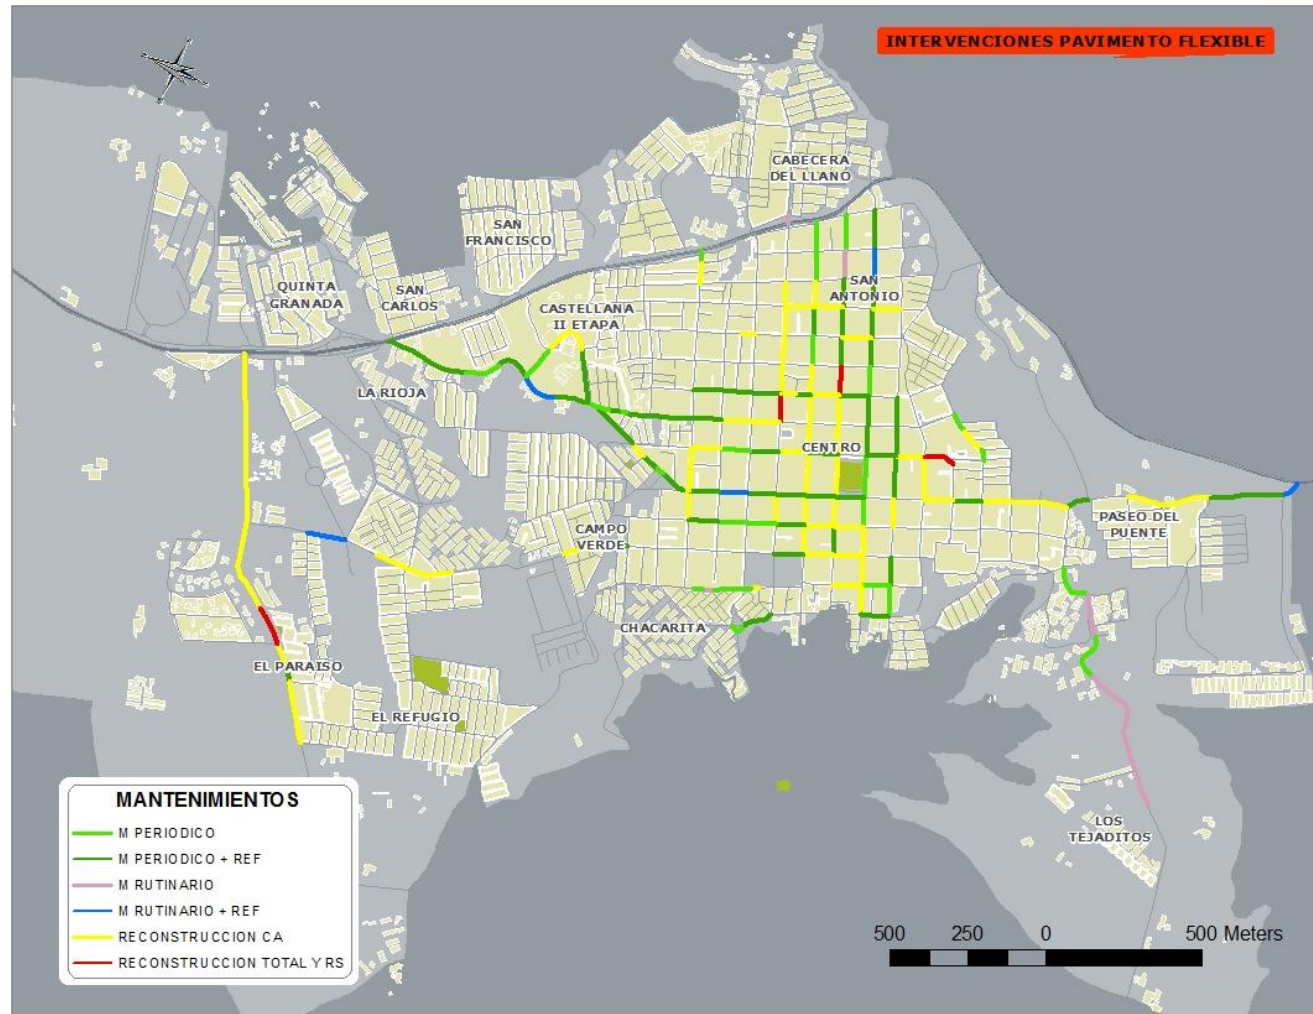 INTERVENCIONES PAVIMENTO FLEXIBLE
CABECERA
DEL LLANO
SAN
FRANCISCO
QUINTA
GRANADA
SAN
CARLOS
SAN
ANTONIO
CASTELLANA
II ETAPA
LA RIOJA
CENTRO
CAMPO
VERDE
PASEO DEL
PUENTE
CHACARITA
EL PARAISO
EL REFUGIO
LOS
TEJADITOS
MANTENIMIENTOS
M PERIODICO
M PERIODICO + REF
M RUTINARIO
M RUTINARIO + REF
RECONSTRUCCION CA
RECONSTRUCCION TOTAL Y RS
500 250 0 500 Meters